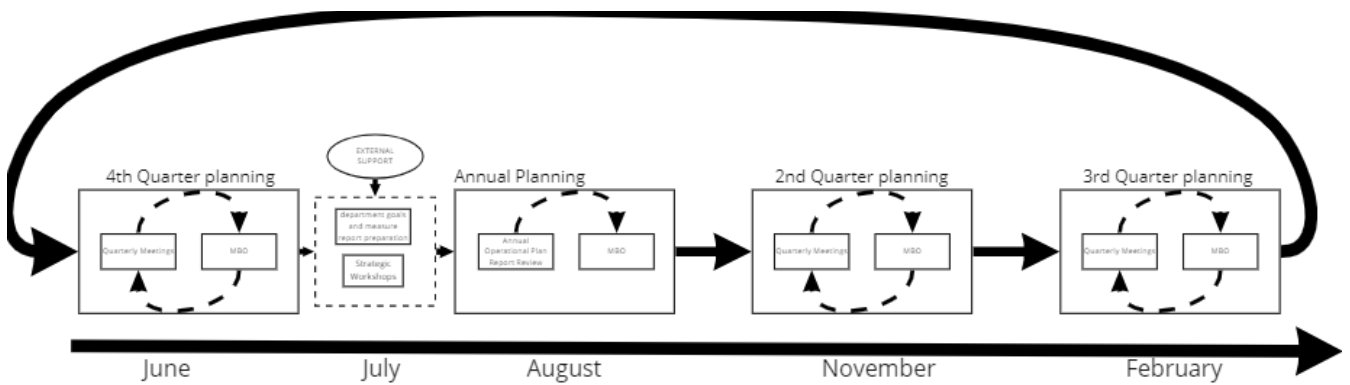 EXTERNAL
SUPPORT
4th Quarter planning
Annual Planning
2nd Quarter planning
3rd Quarter planning
department goals
and measure
report preparation
Strategic
Workshops
Quarterly Meetings
MBO
Annual
Operational Plan
Report Review
MBO
Quarterly Meetings
MBO
Quarterly Meetings
MBO
June
July
August
November
February